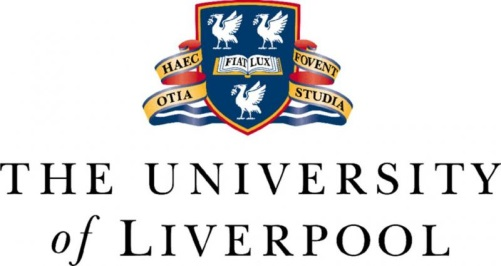 FIAT LUX
HAEC FOVENT
OTIA STUDIA
THE UNIVERSITY
of LIVERPOOL